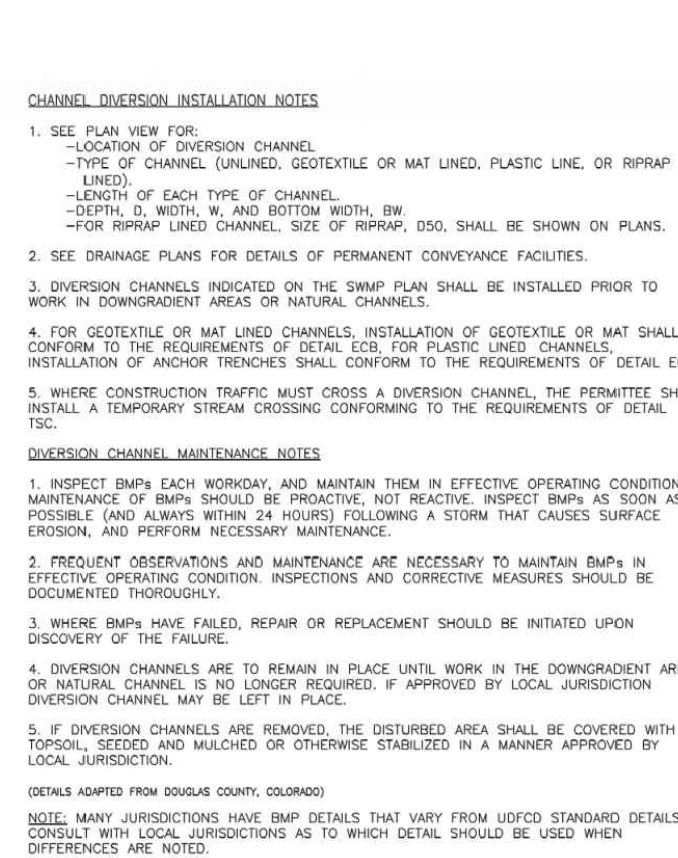 CHANNEL DIVERSION INSTALLATION NOTES
1. SEE PLAN VIEW FOR:
-LOCATION OF DIVERSION CHANNEL
-TYPE OF CHANNEL (UNLINED, GEOTEXTILE OR MAT LINED, PLASTIC LINE, OR RIPRAP
LINED).
-LENGTH OF EACH TYPE OF CHANNEL.
-DEPTH, D, WIDTH, W, AND BOTTOM WIDTH, BW.
-FOR RIPRAP LINED CHANNEL, SIZE OF RIPRAP, D50, SHALL BE SHOWN ON PLANS.
2. SEE DRAINAGE PLANS FOR DETAILS OF PERMANENT CONVEYANCE FACILITIES.
3. DIVERSION CHANNELS INDICATED ON THE SWMP PLAN SHALL BE INSTALLED PRIOR TO
WORK IN DOWNGRADIENT AREAS OR NATURAL CHANNELS.
4. FOR GEOTEXTILE OR MAT LINED CHANNELS, INSTALLATION OF GEOTEXTILE OR MAT SHALL
CONFORM TO THE REQUIREMENTS OF DETAIL ECB, FOR PLASTIC LINED CHANNELS,
INSTALLATION OF ANCHOR TRENCHES SHALL CONFORM TO THE REQUIREMENTS OF DETAIL
5. WHERE CONSTRUCTION TRAFFIC MUST CROSS A DIVERSION CHANNEL, THE PERMITTEE SH
INSTALL A TEMPORARY STREAM CROSSING CONFORMING TO THE REQUIREMENTS OF DETAIL
TSC.
DIVERSION CHANNEL MAINTENANCE NOTES
1. INSPECT BMPs EACH WORKDAY, AND MAINTAIN THEM IN EFFECTIVE OPERATING CONDITION
MAINTENANCE OF BMPs SHOULD BE PROACTIVE, NOT REACTIVE. INSPECT BMPs AS SOON AS
POSSIBLE (AND ALWAYS WITHIN 24 HOURS) FOLLOWING A STORM THAT CAUSES SURFACE
EROSION, AND PERFORM NECESSARY MAINTENANCE.
2. FREQUENT OBSERVATIONS AND MAINTENANCE ARE NECESSARY TO MAINTAIN BMPs IN
EFFECTIVE OPERATING CONDITION. INSPECTIONS AND CORRECTIVE MEASURES SHOULD BE
DOCUMENTED THOROUGHLY.
3. WHERE BMPs HAVE FAILED, REPAIR OR REPLACEMENT SHOULD BE INITIATED UPON
DISCOVERY OF THE FAILURE.
4. DIVERSION CHANNELS ARE TO REMAIN IN PLACE UNTIL WORK IN THE DOWNGRADIENT AR
OR NATURAL CHANNEL IS NO LONGER REQUIRED. IF APPROVED BY LOCAL JURISDICTION
DIVERSION CHANNEL MAY BE LEFT IN PLACE.
5. IF DIVERSION CHANNELS ARE REMOVED, THE DISTURBED AREA SHALL BE COVERED WITH
TOPSOIL, SEEDED AND MULCHED OR OTHERWISE STABILIZED IN A MANNER APPROVED BY
LOCAL JURISDICTION.
(DETAILS ADAPTED FROM DOUGLAS COUNTY, COLORADO)
NOTE: MANY JURISDICTIONS HAVE BMP DETAILS THAT VARY FROM UDFCD STANDARD DETAILS
CONSULT WITH LOCAL JURISDICTIONS AS TO WHICH DETAIL SHOULD BE USED WHEN
DIFFERENCES ARE NOTED.